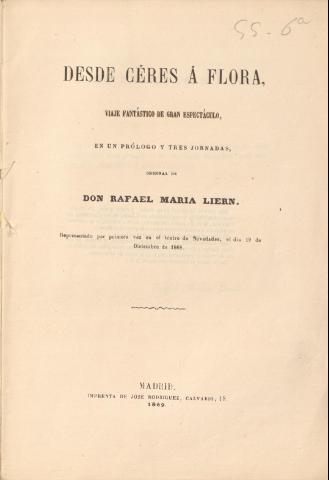 55-6ª
DESDE CÉRES Á FLORA,
VIAJE FANTÁSTICO DE GRAN ESPECTÁCULO,
EN UN PRÓLOGO Y TRES JORNADAS,
ORIGINAL DE
DON RAFAEL MARIA LIERN.
Representado por primera vez en el teatro de Novedades, el dia 19 de
Diciembre de 1868.
MADRID.
IMPRENTA DE JOSÉ RODRIGUEZ, CALVARIO, 18.
1869.